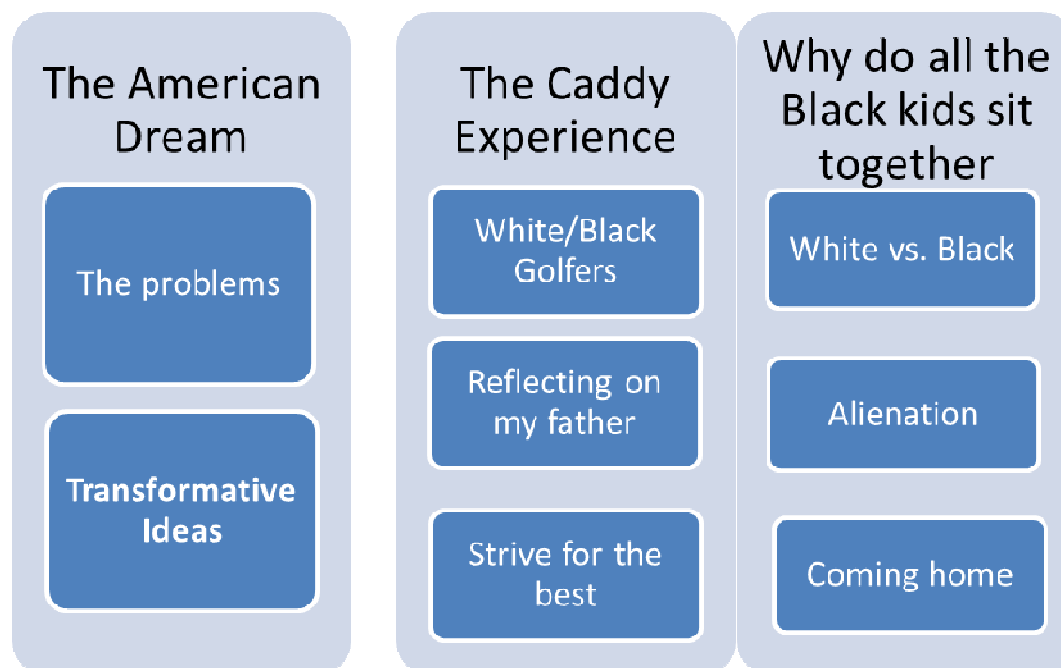 The American
Dream
The problems
Transformative
Ideas
The Caddy
Experience
White/Black
Golfers
Reflecting on
my father
Strive for the
best
Why do all the
Black kids sit
together
White vs. Black
Alienation
Coming home